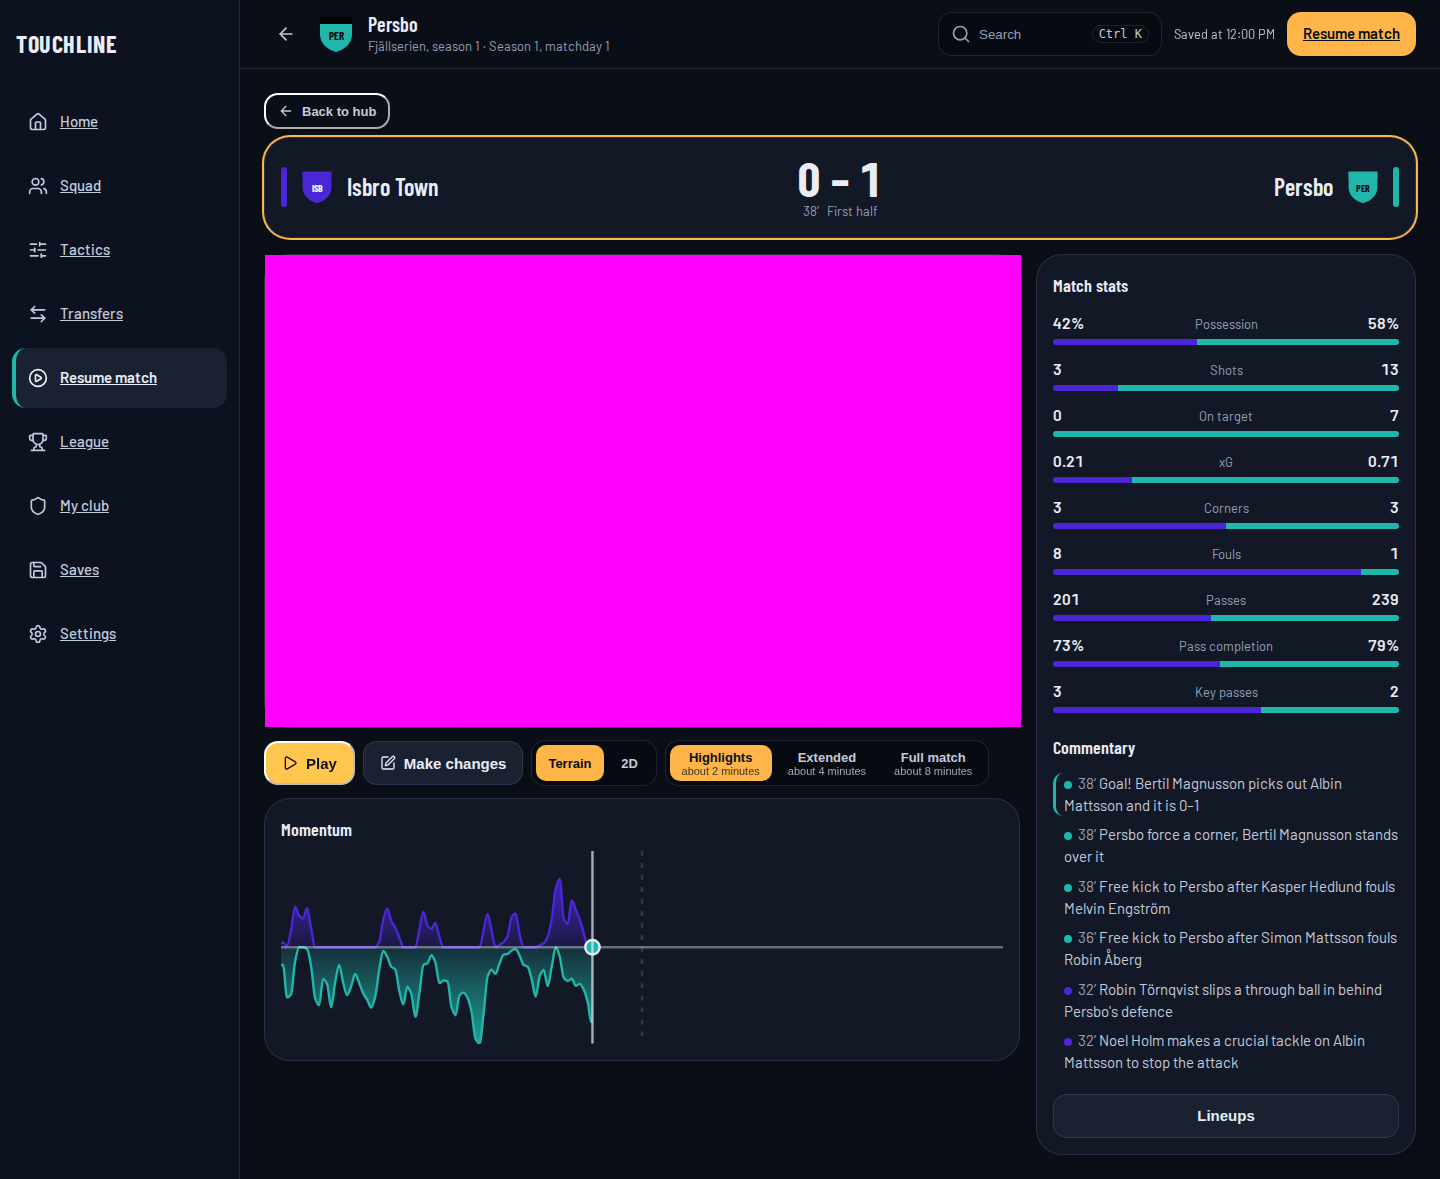 TOUCHLINE
Home
Squad
Tactics
Transfers
Resume match
League
My club
Saves
Settings
PER
Persbo
Fjällserien, season 1 · Season 1, matchday 1
Search
Ctrl K
Saved at 12:00 PM
Resume match
Back to hub
ISB
Isbro Town
0 – 1
38′ First half
Persbo
PER
Play
Make changes
Terrain
2D
Highlights
about 2 minutes
Extended
about 4 minutes
Full match
about 8 minutes
Momentum
Match stats
42% Possession 58%
3 Shots 13
0 On target 7
0.21 xG 0.71
3 Corners 3
8 Fouls 1
201 Passes 239
73% Pass completion 79%
3 Key passes 2
Commentary
38′ Goal! Bertil Magnusson picks out Albin
Mattsson and it is 0–1
38′ Persbo force a corner, Bertil Magnusson stands
over it
38′ Free kick to Persbo after Kasper Hedlund fouls
Melvin Engström
36′ Free kick to Persbo after Simon Mattsson fouls
Robin Åberg
32′ Robin Törnqvist slips a through ball in behind
Persbo's defence
32′ Noel Holm makes a crucial tackle on Albin
Mattsson to stop the attack
Lineups